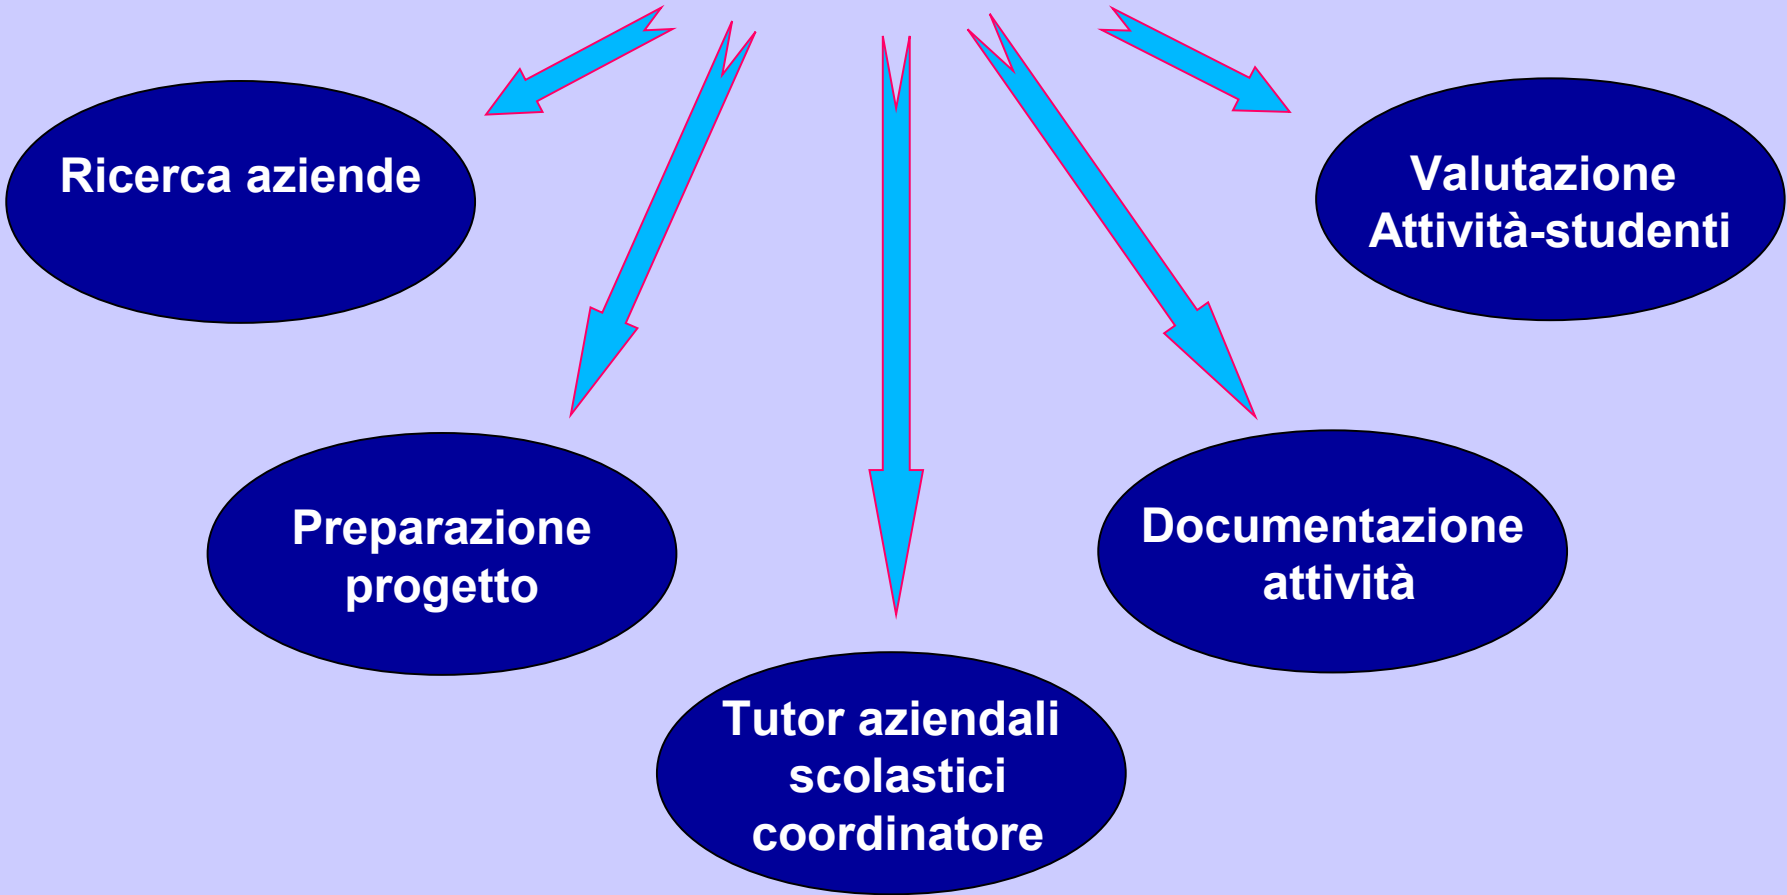 Ricerca aziende
Valutazione
Attività-studenti
Preparazione
progetto
Documentazione
attività
Tutor aziendali
scolastici
coordinatore